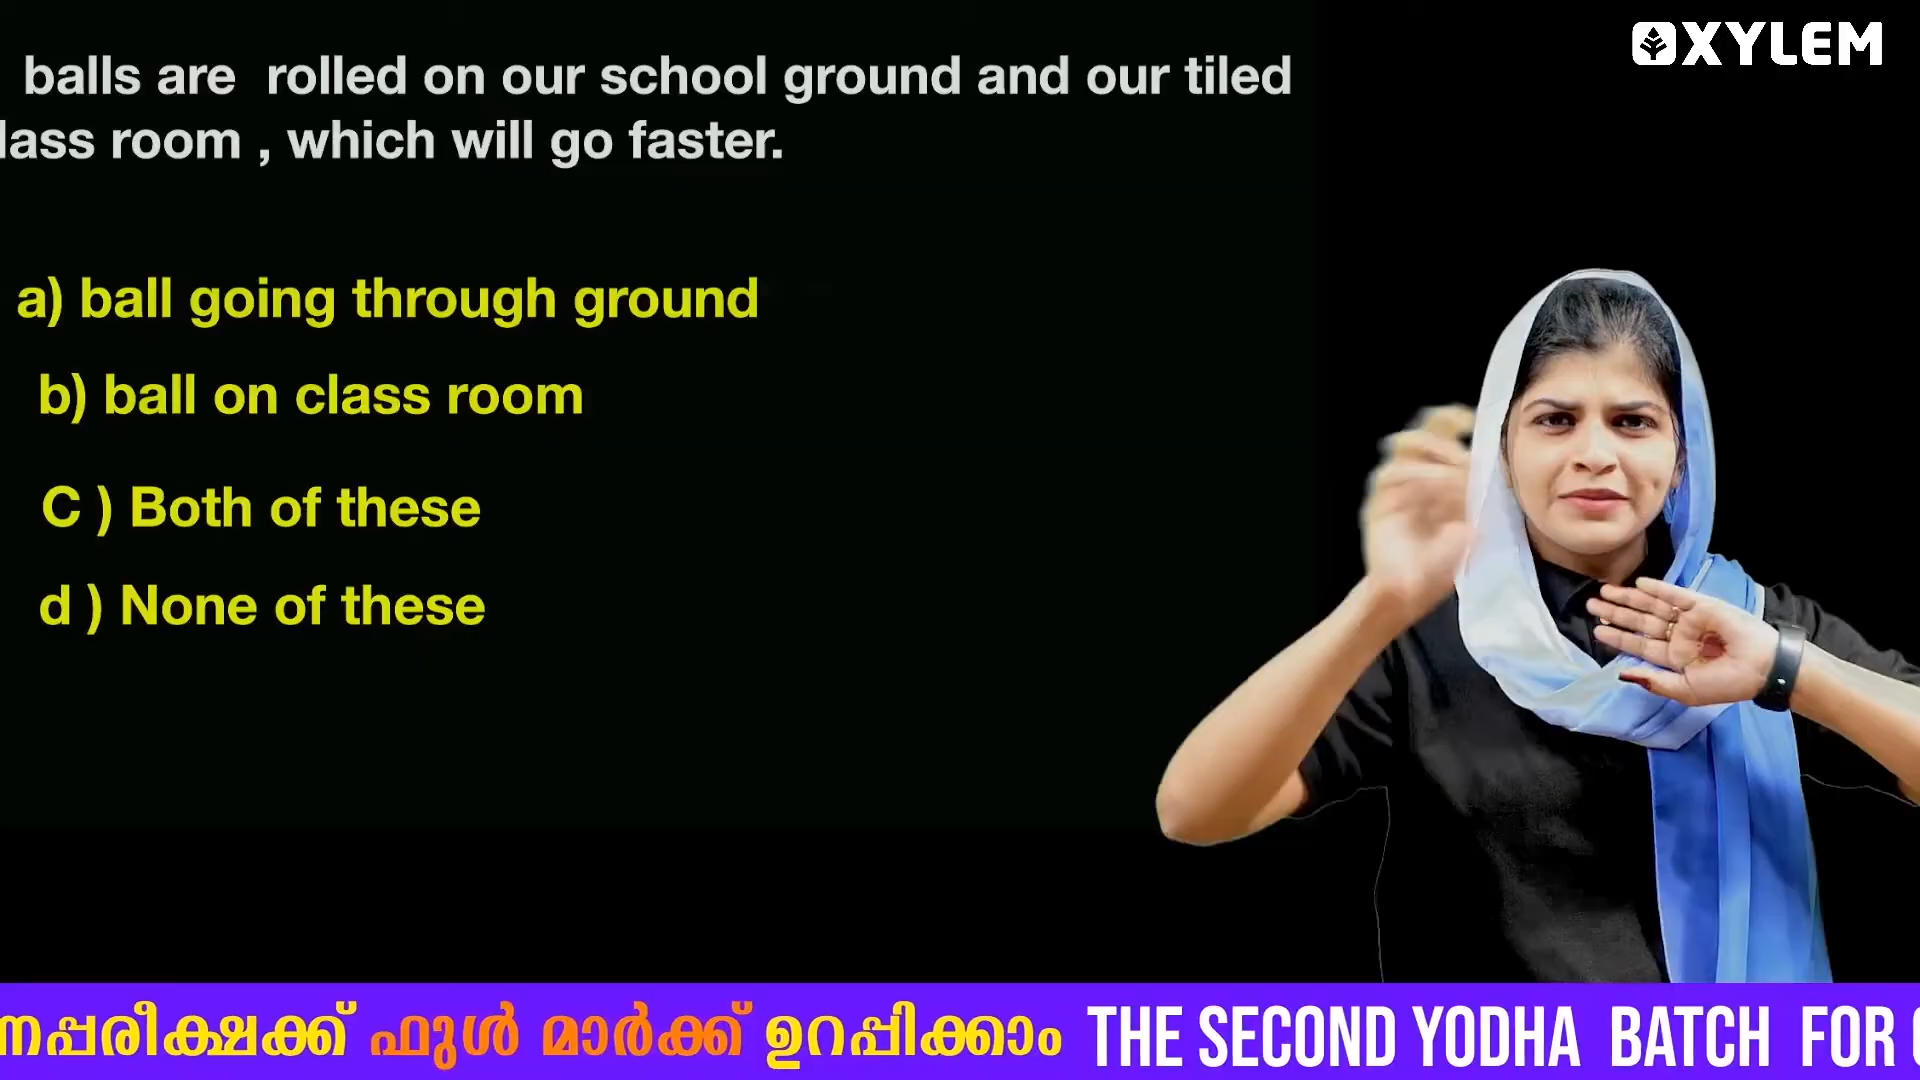 OXYLEM
balls are rolled on our school ground and our tiled
lass room , which will go faster.
a) ball going through ground
b) ball on class room
C ) Both of these
d ) None of these
നപ്പരീക്ഷക്ക് ഫുൾ മാർക്ക് ഉറപ്പിക്കാം THE SECOND YODHA BATCH FOR